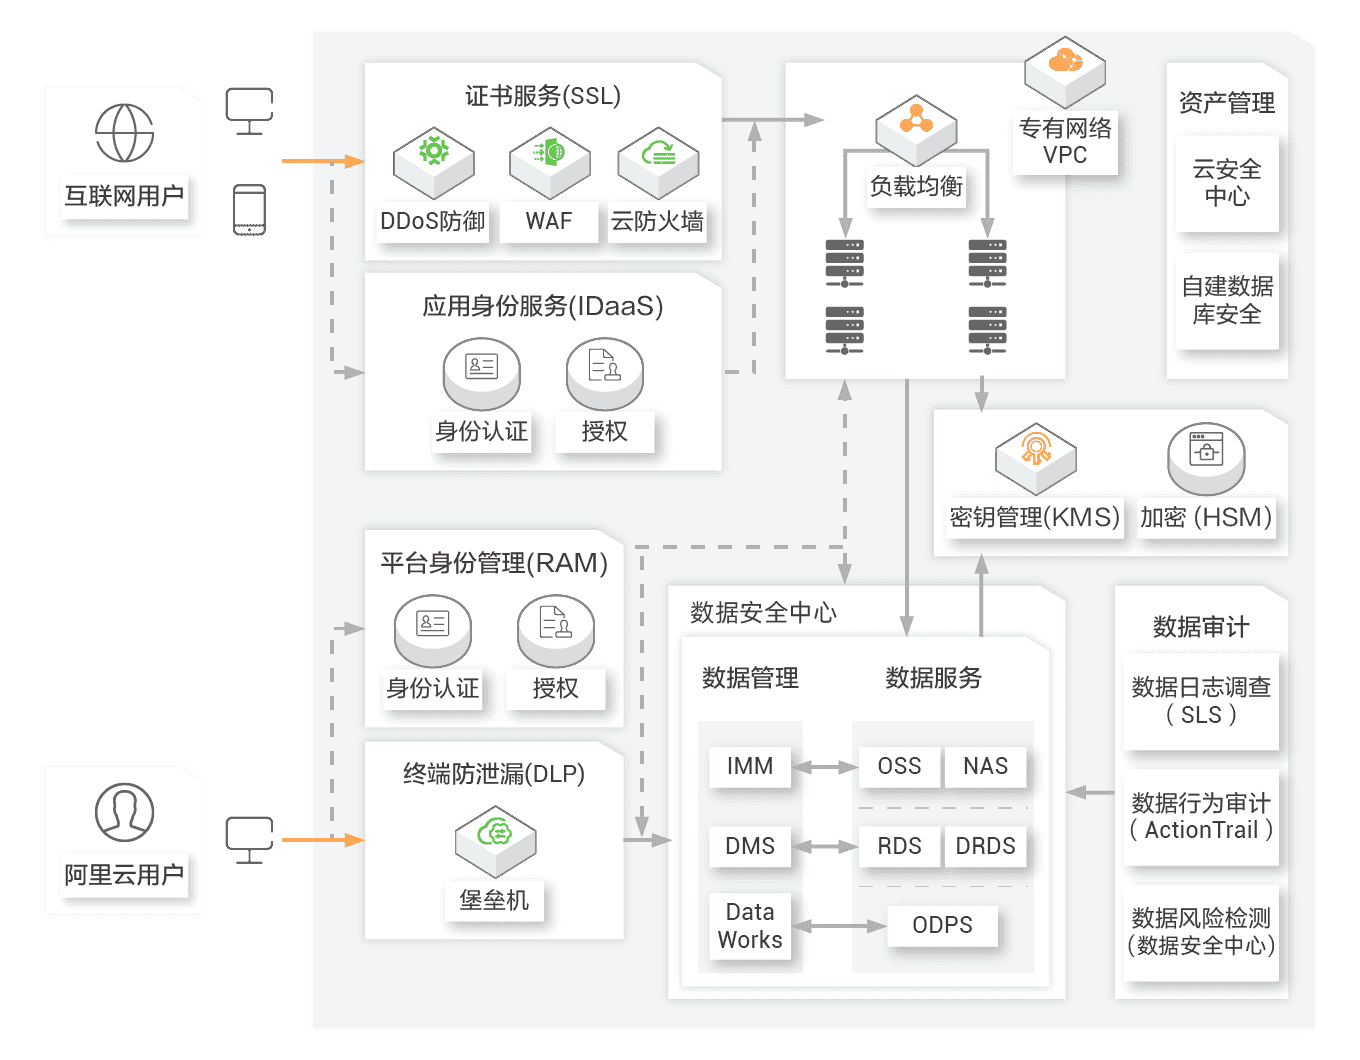 互联网用户
证书服务(SSL)
DDoS防御
WAF
云防火墙
应用身份服务(IDaaS)
身份认证
授权
负载均衡
专有网络
VPC
资产管理
云安全
中心
自建数据
库安全
密钥管理(KMS)
加密 (HSM)
平台身份管理(RAM)
身份认证
授权
阿里云用户
终端防泄漏(DLP)
堡垒机
数据安全中心
数据管理
数据服务
IMM
OSS
NAS
DMS
RDS
DRDS
Data
Works
ODPS
数据审计
数据日志调查
( SLS )
数据行为审计
( ActionTrail )
数据风险检测
(数据安全中心)